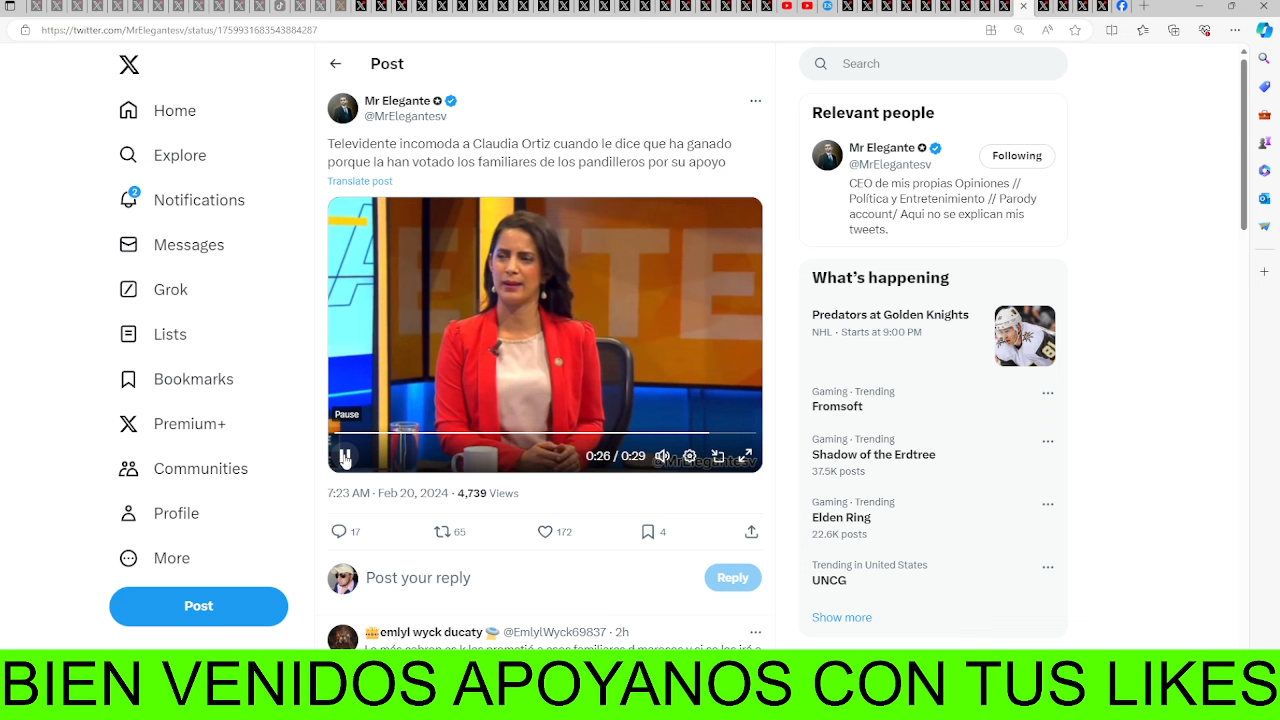 https://twitter.com/MrElegantesv/status/1759931683543884287
Home
Explore
2
Notifications
Messages
Grok
Lists
Bookmarks
Profile
Premium+
Communities
More
Post
Post
Mr Elegante
@MrElegantesv
Televidente incomoda a Claudia Ortiz cuando le dice que ha ganado
porque la han votado los familiares de los pandilleros por su apoyo
Translate post
Pause
0:26 / 0:29
@MrElegantesv
7:23 AM · Feb 20, 2024 · 4,739 Views
17
65
172
4
Post your reply
Reply
emlyl wyck ducaty @EmlylWyck69837 · 2h
Search
Relevant people
Mr Elegante
@MrElegantesv
Following
CEO de mis propias Opiniones //
Política y Entretenimiento // Parody
account/ Aqui no se explican mis
tweets.
What's happening
Predators at Golden Knights
NHL · Starts at 9:00 PM
Gaming · Trending
Fromsoft
Gaming · Trending
Shadow of the Erdtree
37.5K posts
Gaming · Trending
Elden Ring
22.6K posts
Trending in United States
UNCG
Show more
BIEN VENIDOS APOYANOS CON TUS LIKES